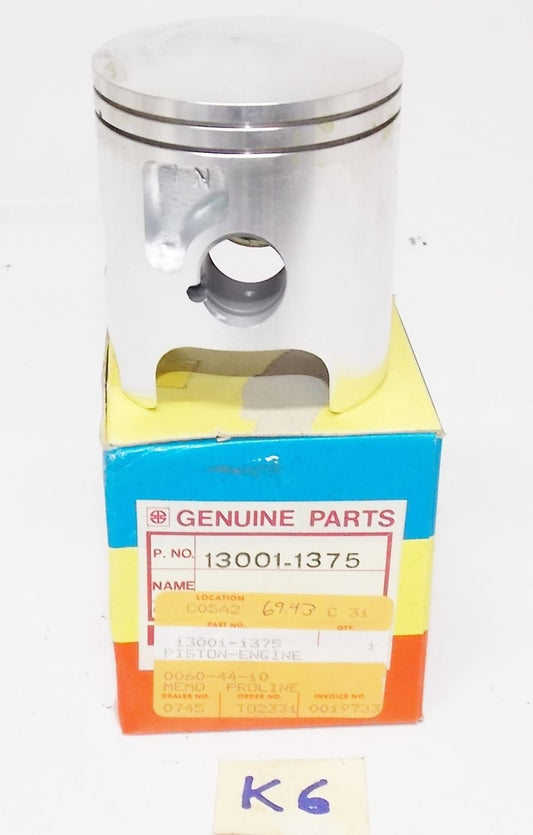 N
GENUINE PARTS
P. NO. 13001-1375
NAME
LOCATION
C05A2 69.43 C 31
PART NO. QTY.
13001-1375 1
PISTON-ENGINE
0060-44-10
MEMO: PROLINE
DEALER NO. ORDER NO. INVOICE NO.
0745 T02331 0019733
K6